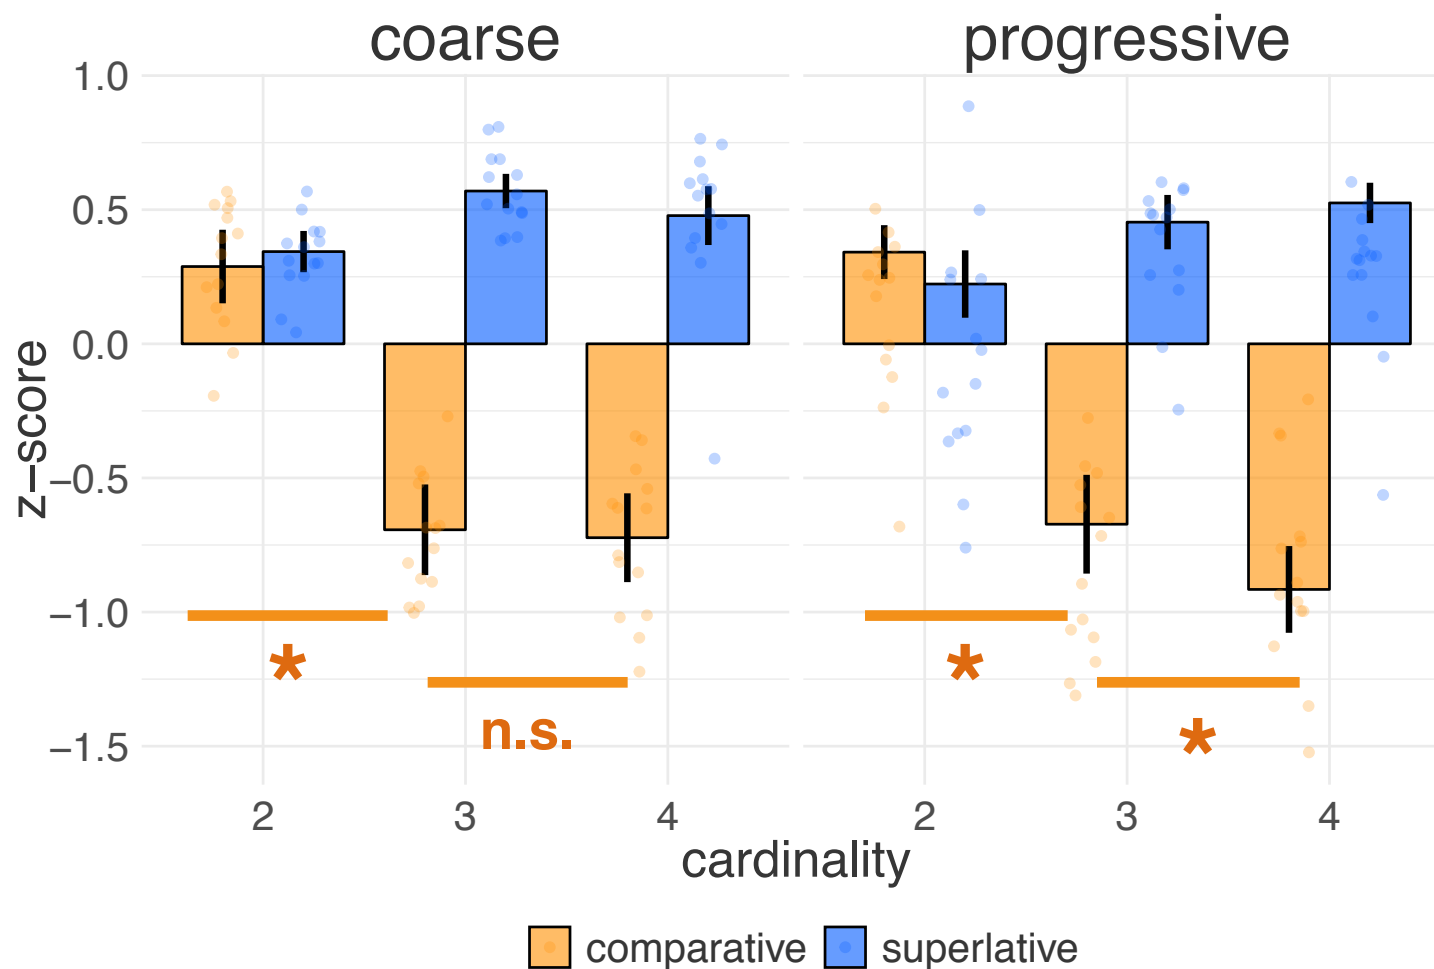 coarse progressive
1.0
0.5
0.0
−0.5
−1.0
−1.5
z−score
*
n.s.
*
*
2 3 4 2 3 4
cardinality
comparative superlative